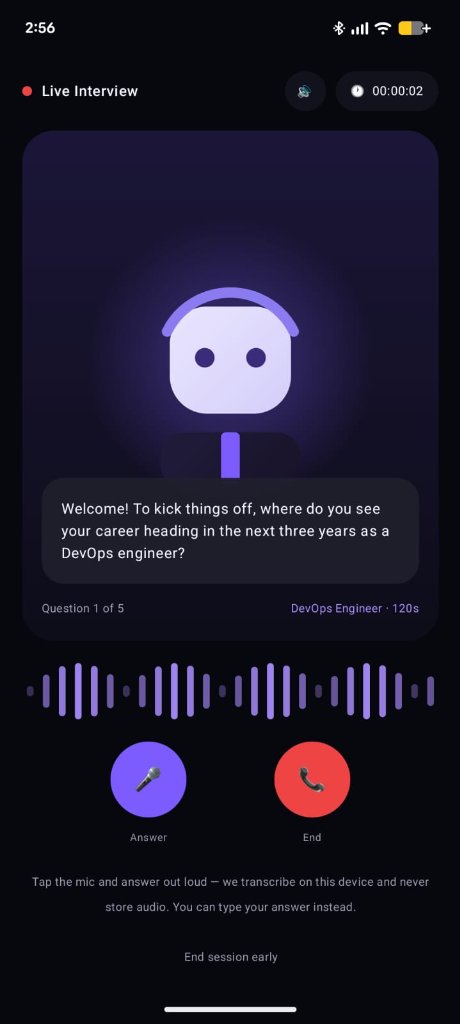 2:56
Live Interview
00:00:02
Welcome! To kick things off, where do you see
your career heading in the next three years as a
DevOps engineer?
Question 1 of 5
DevOps Engineer · 120s
Answer
End
Tap the mic and answer out loud — we transcribe on this device and never
store audio. You can type your answer instead.
End session early